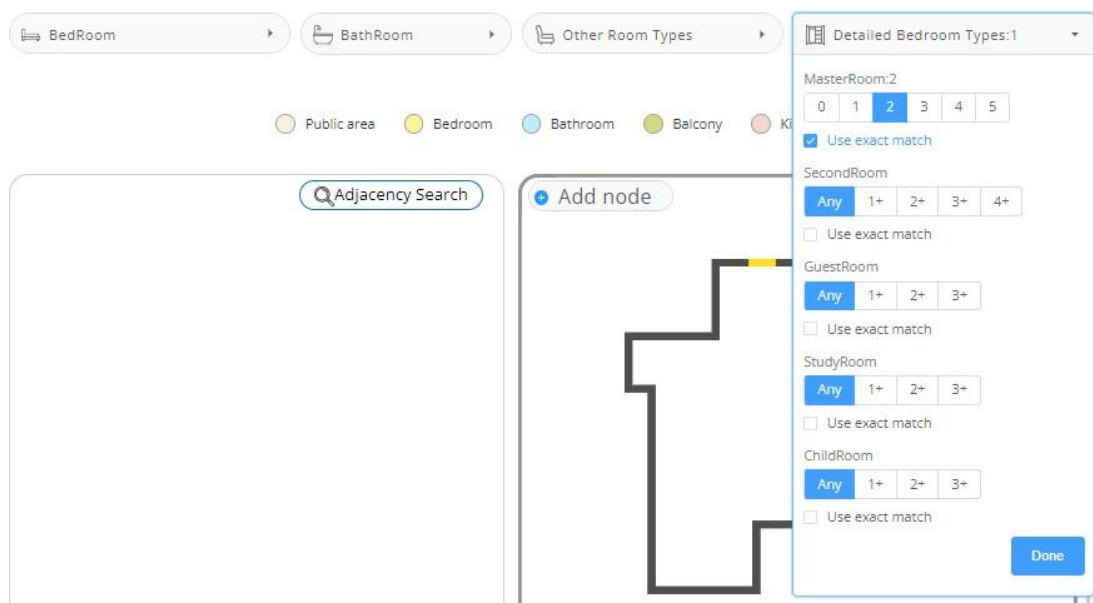 BedRoom
BathRoom
Other Room Types
Detailed Bedroom Types:1
MasterRoom:2
0 1 2 3 4 5
Use exact match
SecondRoom
Any 1+ 2+ 3+ 4+
Use exact match
GuestRoom
Any 1+ 2+ 3+
Use exact match
StudyRoom
Any 1+ 2+ 3+
Use exact match
ChildRoom
Any 1+ 2+ 3+
Use exact match
Done
Public area Bedroom Bathroom Balcony Ki
Adjacency Search
Add node